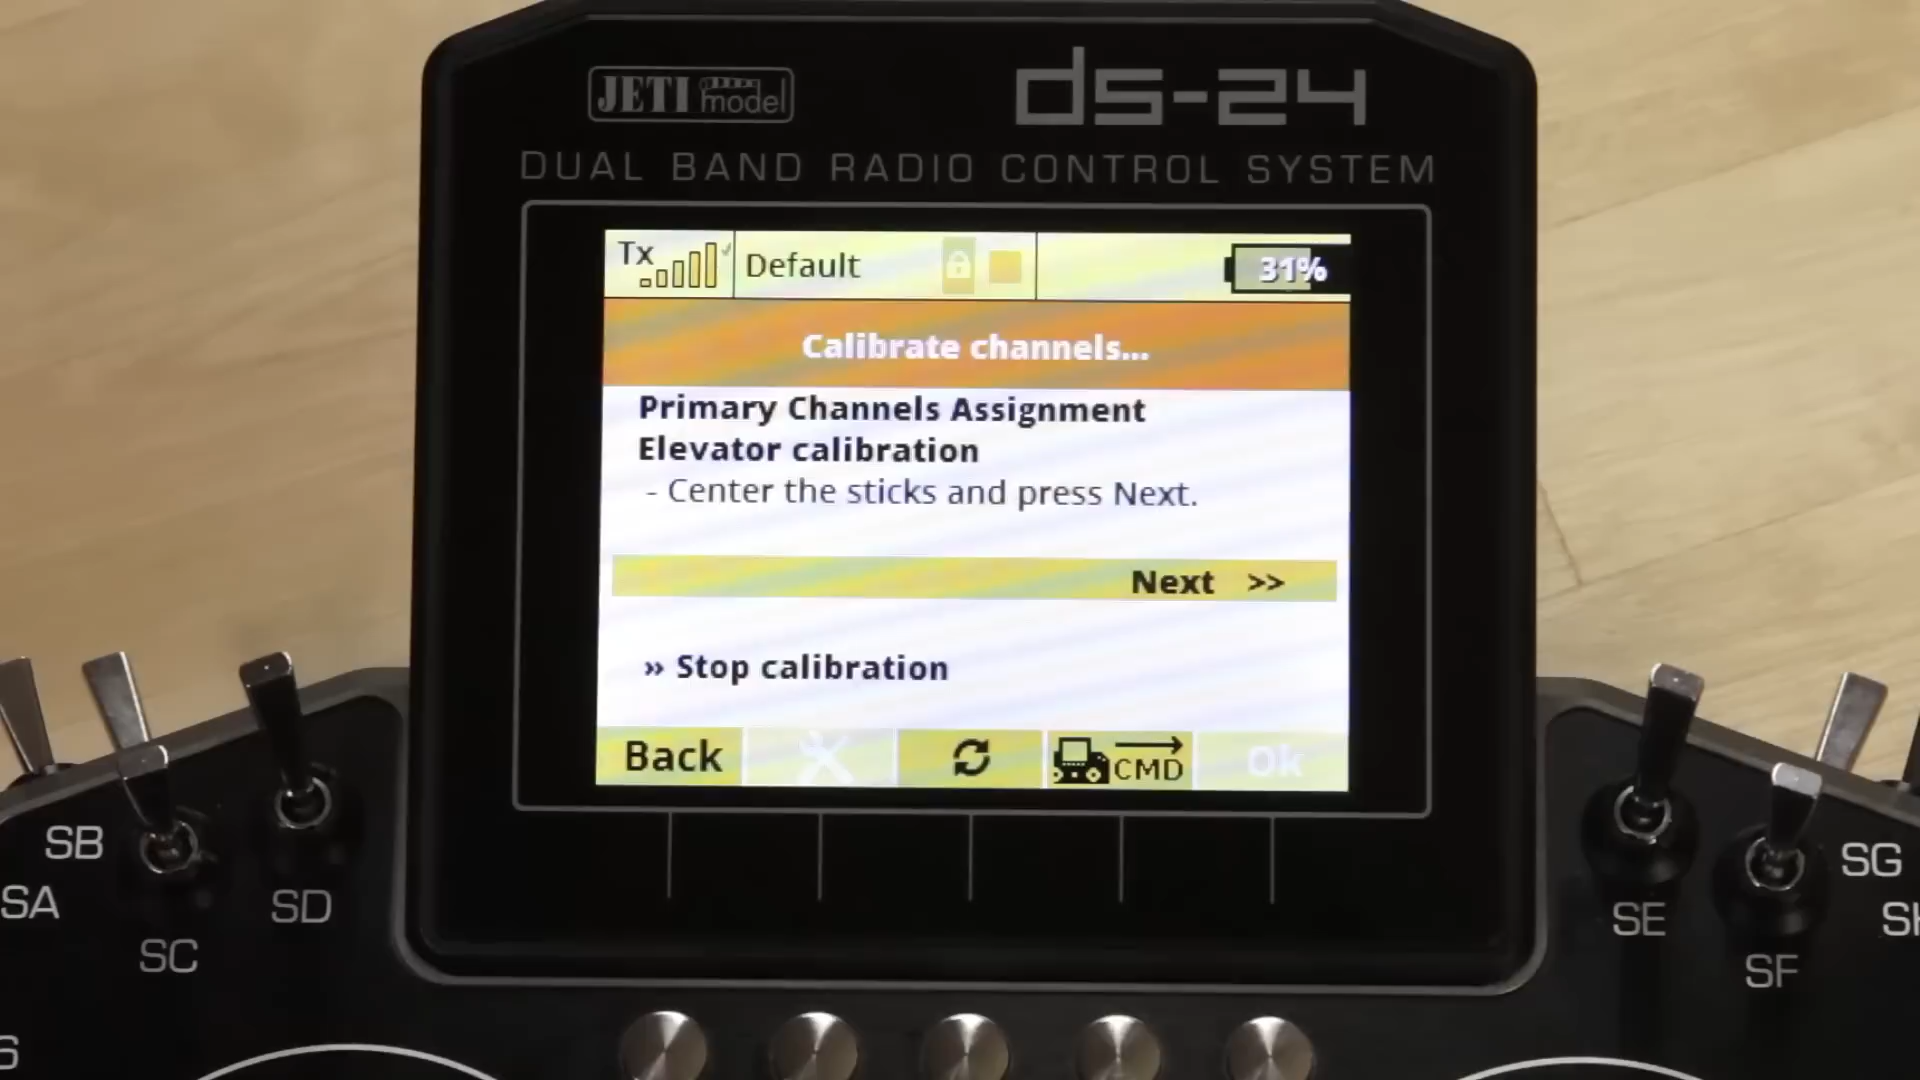 JETI model
ds-24
DUAL BAND RADIO CONTROL SYSTEM
Tx Default 31%
Calibrate channels...
Primary Channels Assignment
Elevator calibration
- Center the sticks and press Next.
Next >>
» Stop calibration
Back CMD Ok
SB
SA
SC
SD
SE
SF
SG